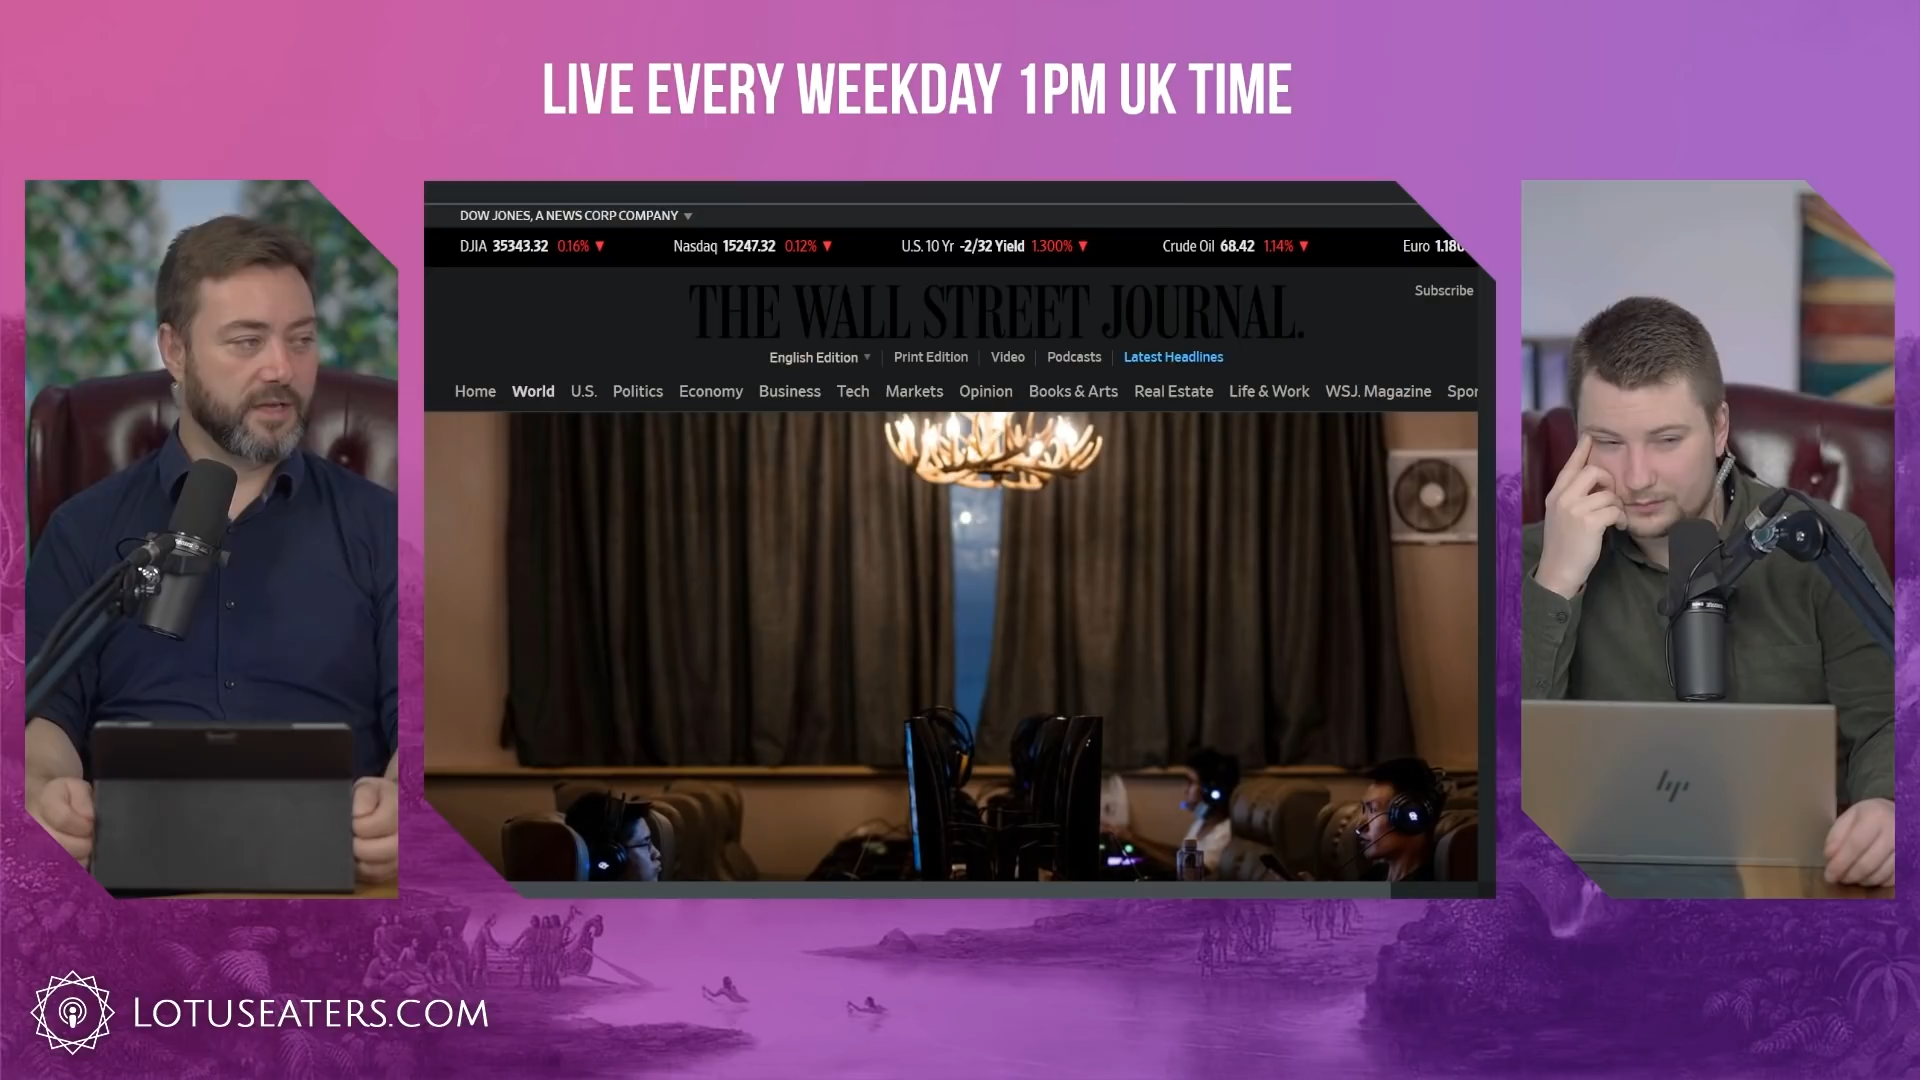 LIVE EVERY WEEKDAY 1PM UK TIME
DOW JONES, A NEWS CORP COMPANY
DJIA 35343.32 0.16% ▼ Nasdaq 15247.32 0.12% ▼ U.S. 10 Yr -2/32 Yield 1.300% ▼ Crude Oil 68.42 1.14% ▼ Euro
THE WALL STREET JOURNAL.
Subscribe
English Edition Print Edition Video Podcasts Latest Headlines
Home World U.S. Politics Economy Business Tech Markets Opinion Books & Arts Real Estate Life & Work WSJ. Magazine
hp
LOTUSEATERS.COM